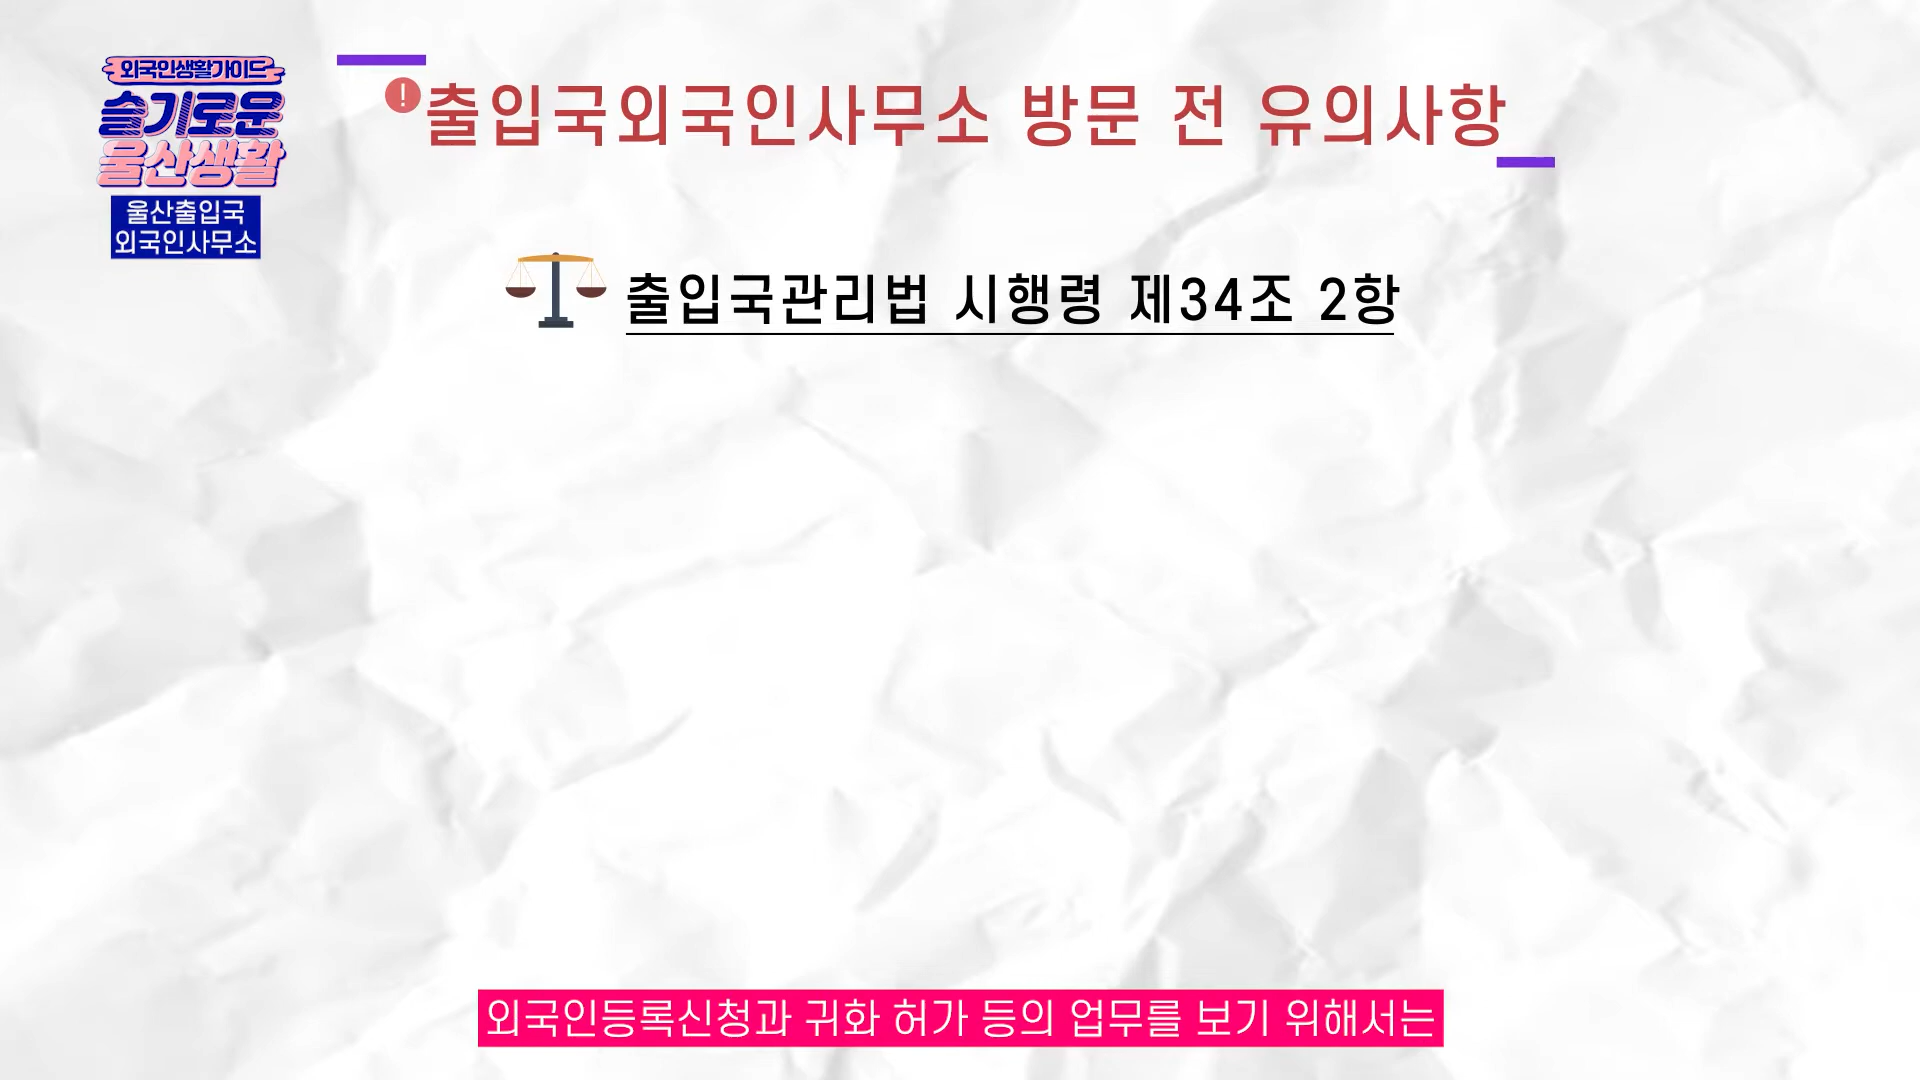 외국인생활가이드
슬기로운
울산생활
울산출입국
외국인사무소
! 출입국외국인사무소 방문 전 유의사항
출입국관리법 시행령 제34조 2항
외국인등록신청과 귀화 허가 등의 업무를 보기 위해서는